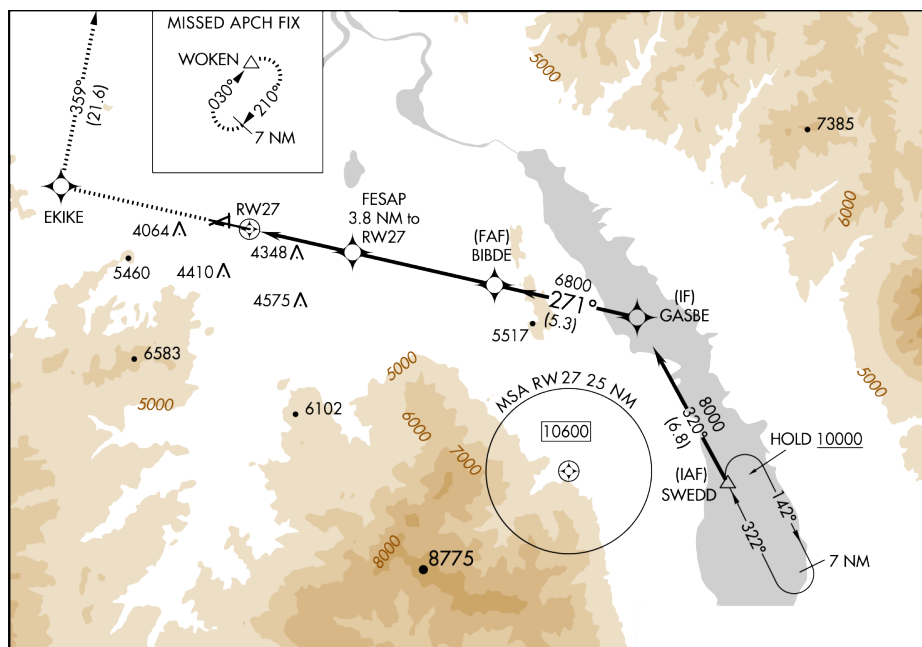 MISSED APCH FIX
WOKEN
030°
210°
7 NM
359°
(21.6)
5000
7385
6000
EKIKE
RW27
FESAP
3.8 NM to
RW27
4064
4348
5460
4410
4575
(FAF)
BIBDE
6800
271°
(5.3)
(IF)
GASBE
5517
6583
5000
5000
6102
6000
7000
8000
8775
MSA RW27 25 NM
10600
8000
320°
(6.8)
5000
HOLD 10000
(IAF)
SWEDD
142°
322°
7 NM